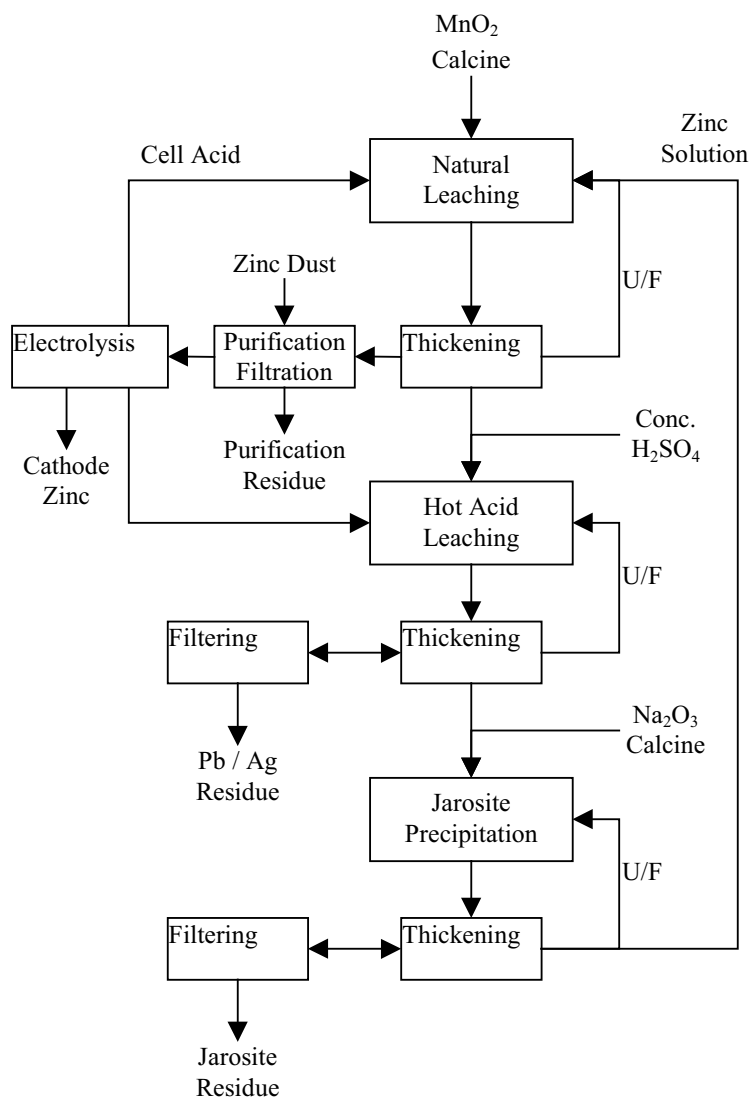 MnO₂
Calcine
Zinc
Solution
Cell Acid
Natural
Leaching
Zinc Dust
U/F
Electrolysis
Purification
Filtration
Thickening
Cathode
Zinc
Purification
Residue
Conc.
H₂SO₄
Hot Acid
Leaching
U/F
Filtering
Thickening
Pb / Ag
Residue
Na₂O₃
Calcine
Jarosite
Precipitation
U/F
Filtering
Thickening
Jarosite
Residue